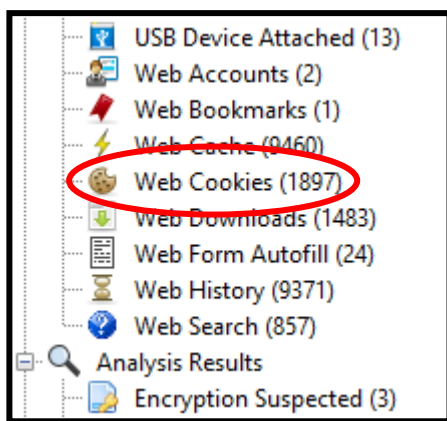 USB Device Attached (13)
Web Accounts (2)
Web Bookmarks (1)
Web Cache (9460)
Web Cookies (1897)
Web Downloads (1483)
Web Form Autofill (24)
Web History (9371)
Web Search (857)
Analysis Results
Encryption Suspected (3)